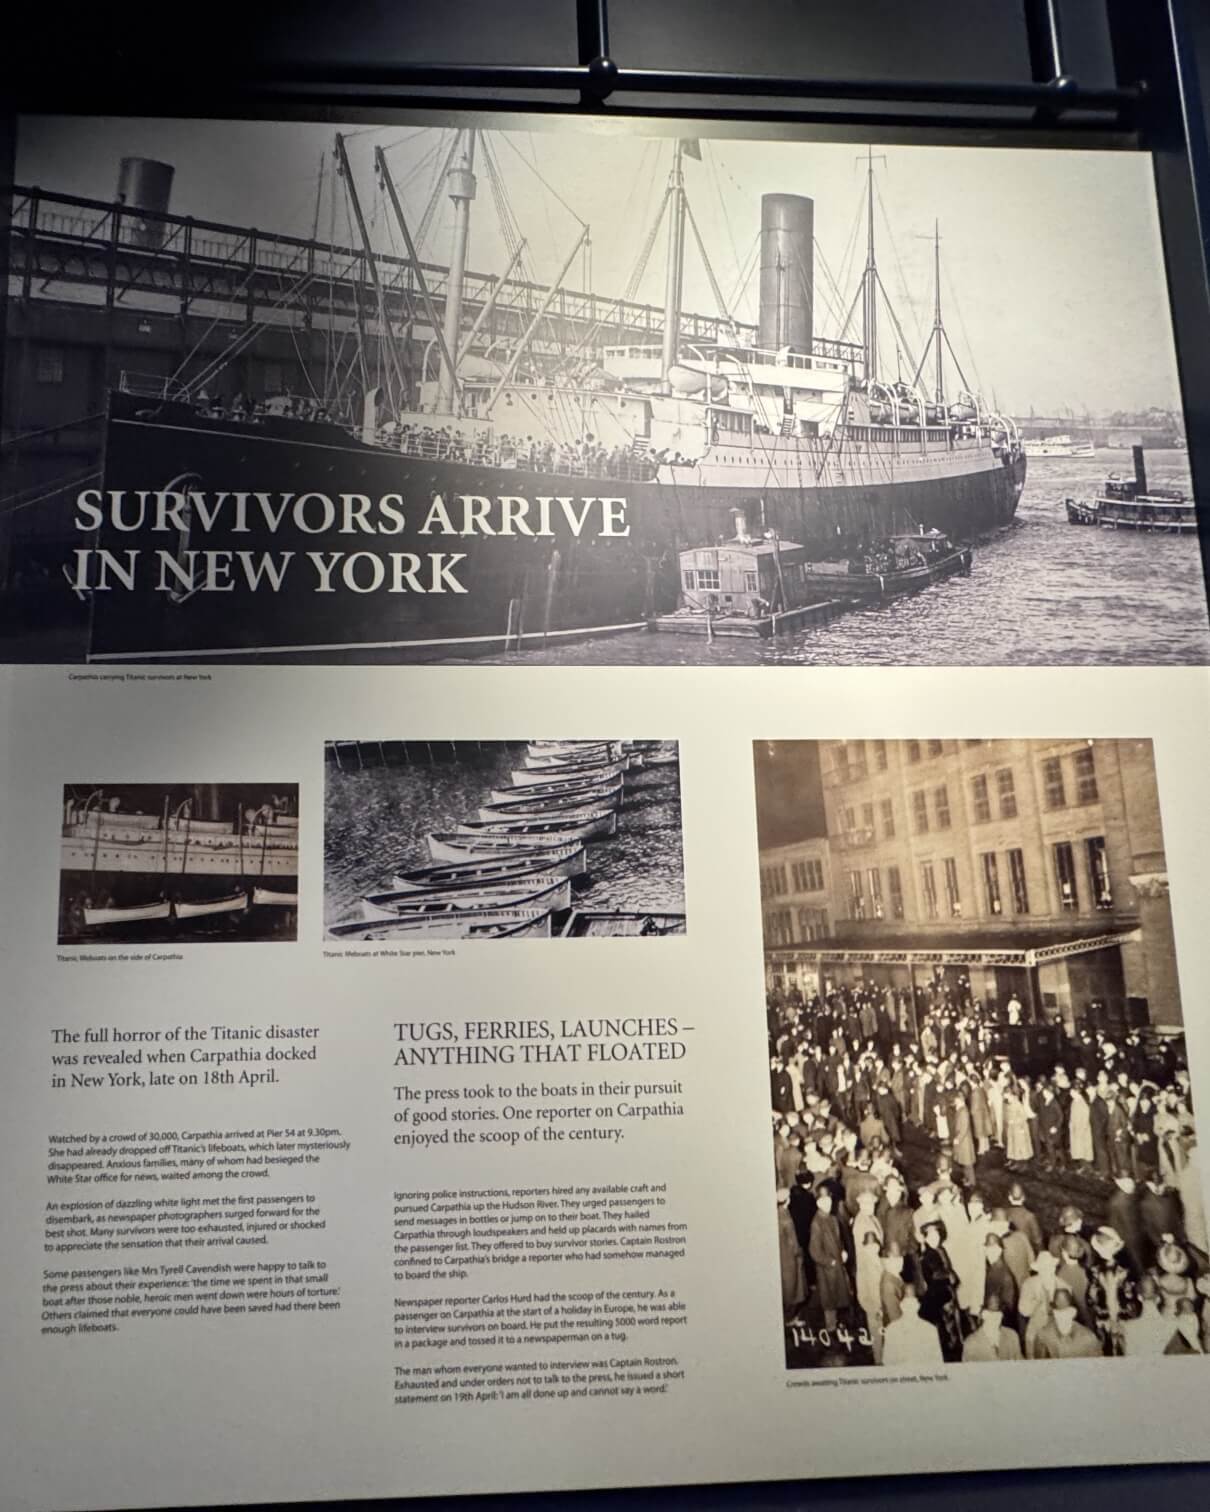 SURVIVORS ARRIVE
IN NEW YORK
Carpathia carrying Titanic survivors at New York
Titanic lifeboats on the side of Carpathia
Titanic lifeboats at White Star pier, New York
The full horror of the Titanic disaster
was revealed when Carpathia docked
in New York, late on 18th April.
Watched by a crowd of 30,000, Carpathia arrived at Pier 54 at 9.30pm.
She had already dropped off Titanic's lifeboats, which later mysteriously
disappeared. Anxious families, many of whom had besieged the
White Star office for news, waited among the crowd.
An explosion of dazzling white light met the first passengers to
disembark, as newspaper photographers surged forward for the
best shot. Many survivors were too exhausted, injured or shocked
to appreciate the sensation that their arrival caused.
Some passengers like Mrs Tyrell Cavendish were happy to talk to
the press about their experience: 'the time we spent in that small
boat after those noble, heroic men went down were hours of torture.'
Others claimed that everyone could have been saved had there been
enough lifeboats.
TUGS, FERRIES, LAUNCHES –
ANYTHING THAT FLOATED
The press took to the boats in their pursuit
of good stories. One reporter on Carpathia
enjoyed the scoop of the century.
Ignoring police instructions, reporters hired any available craft and
pursued Carpathia up the Hudson River. They urged passengers to
send messages in bottles or jump on to their boat. They hailed
Carpathia through loudspeakers and held up placards with names from
the passenger list. They offered to buy survivor stories. Captain Rostron
confined to Carpathia's bridge a reporter who had somehow managed
to board the ship.
Newspaper reporter Carlos Hurd had the scoop of the century. As a
passenger on Carpathia at the start of a holiday in Europe, he was able
to interview survivors on board. He put the resulting 5000 word report
in a package and tossed it to a newspaperman on a tug.
The man whom everyone wanted to interview was Captain Rostron.
Exhausted and under orders not to talk to the press, he issued a short
statement on 19th April: 'I am all done up and cannot say a word.'
14042
Crowds awaiting Titanic survivors on street, New York.